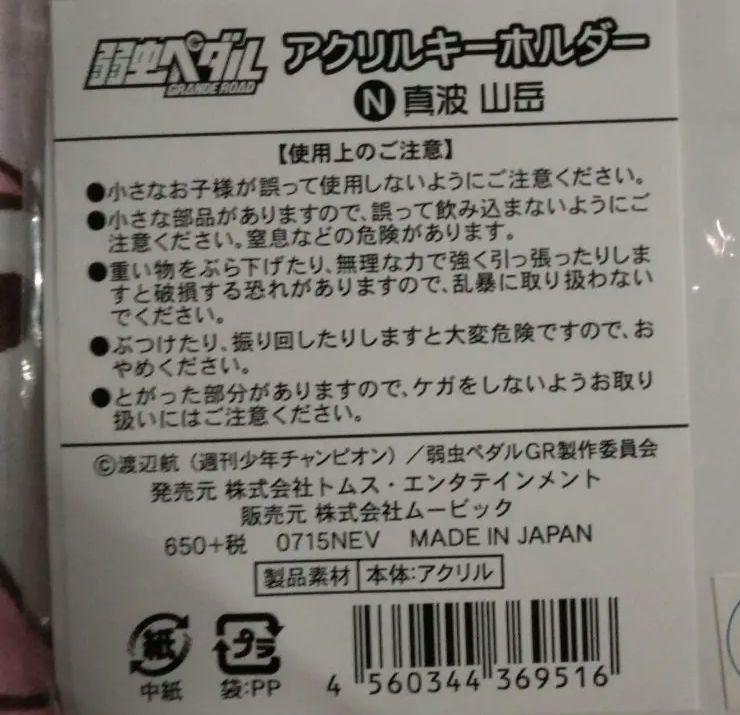 弱虫ペダル アクリルキーホルダー
GRANDE ROAD
N 真波 山岳
【使用上のご注意】
●小さなお子様が誤って使用しないようにご注意ください。
●小さな部品がありますので、誤って飲み込まないようにご
注意ください。窒息などの危険があります。
●重い物をぶら下げたり、無理な力で強く引っ張ったりしま
すと破損する恐れがありますので、乱暴に取り扱わない
でください。
●ぶつけたり、振り回したりしますと大変危険ですので、お
やめください。
●とがった部分がありますので、ケガをしないようお取り
扱いにはご注意ください。
©渡辺航（週刊少年チャンピオン）／弱虫ペダルGR製作委員会
発売元 株式会社トムス・エンタテインメント
販売元 株式会社ムービック
650+税 0715NEV MADE IN JAPAN
製品素材 本体:アクリル
紙 プラ
中紙 袋:PP
4 560344 369516